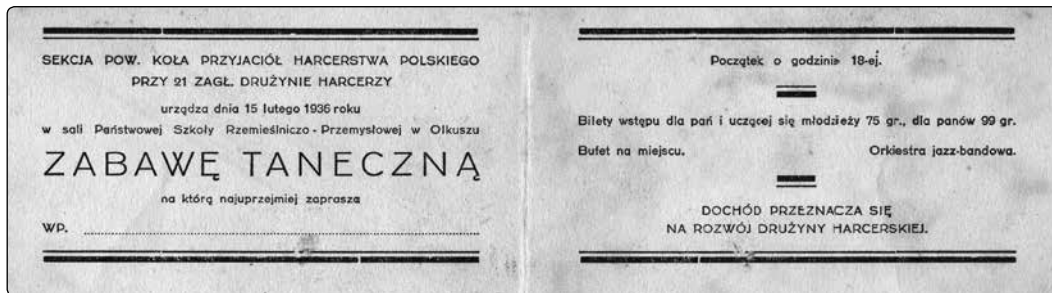 SEKCJA POW. KOŁA PRZYJACIÓŁ HARCERSTWA POLSKIEGO
PRZY 21 ZAGŁ. DRUŻYNIE HARCERZY
urządza dnia 15 lutego 1936 roku
w sali Państwowej Szkoły Rzemieślniczo-Przemysłowej w Olkuszu
ZABAWĘ TANECZNĄ
na którą najuprzejmiej zaprasza
WP.
Początek o godzinie 18-ej.
Bilety wstępu dla pań i uczącej się młodzieży 75 gr., dla panów 99 gr.
Bufet na miejscu. Orkiestra jazz-bandowa.
DOCHÓD PRZEZNACZA SIĘ
NA ROZWÓJ DRUŻYNY HARCERSKIEJ.